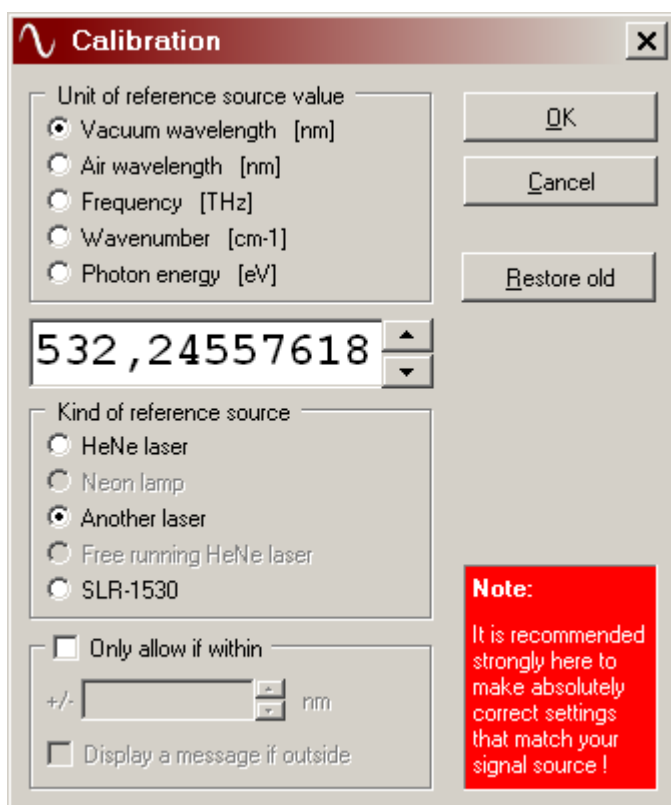 Calibration
Unit of reference source value
Vacuum wavelength [nm]
Air wavelength [nm]
Frequency [THz]
Wavenumber [cm-1]
Photon energy [eV]
OK
Cancel
Restore old
532,24557618
Kind of reference source
HeNe laser
Neon lamp
Another laser
Free running HeNe laser
SLR-1530
Only allow if within
+/- nm
Display a message if outside
Note:
It is recommended
strongly here to
make absolutely
correct settings
that match your
signal source !